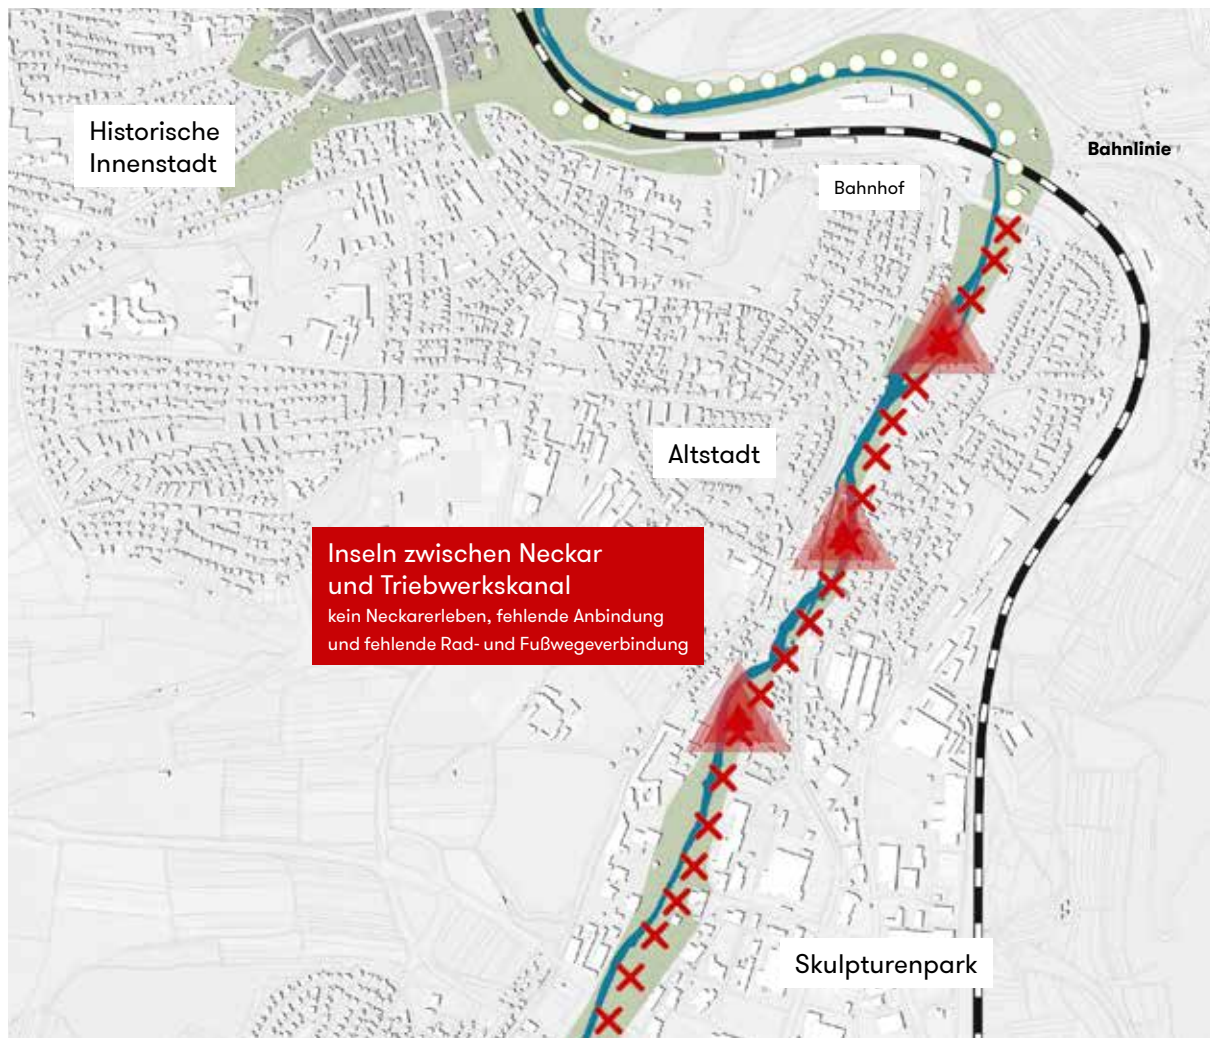 Historische
Innenstadt
Bahnlinie
Bahnhof
Altstadt
Inseln zwischen Neckar
und Triebwerkskanal
kein Neckarerleben, fehlende Anbindung
und fehlende Rad- und Fußwegeverbindung
Skulpturenpark